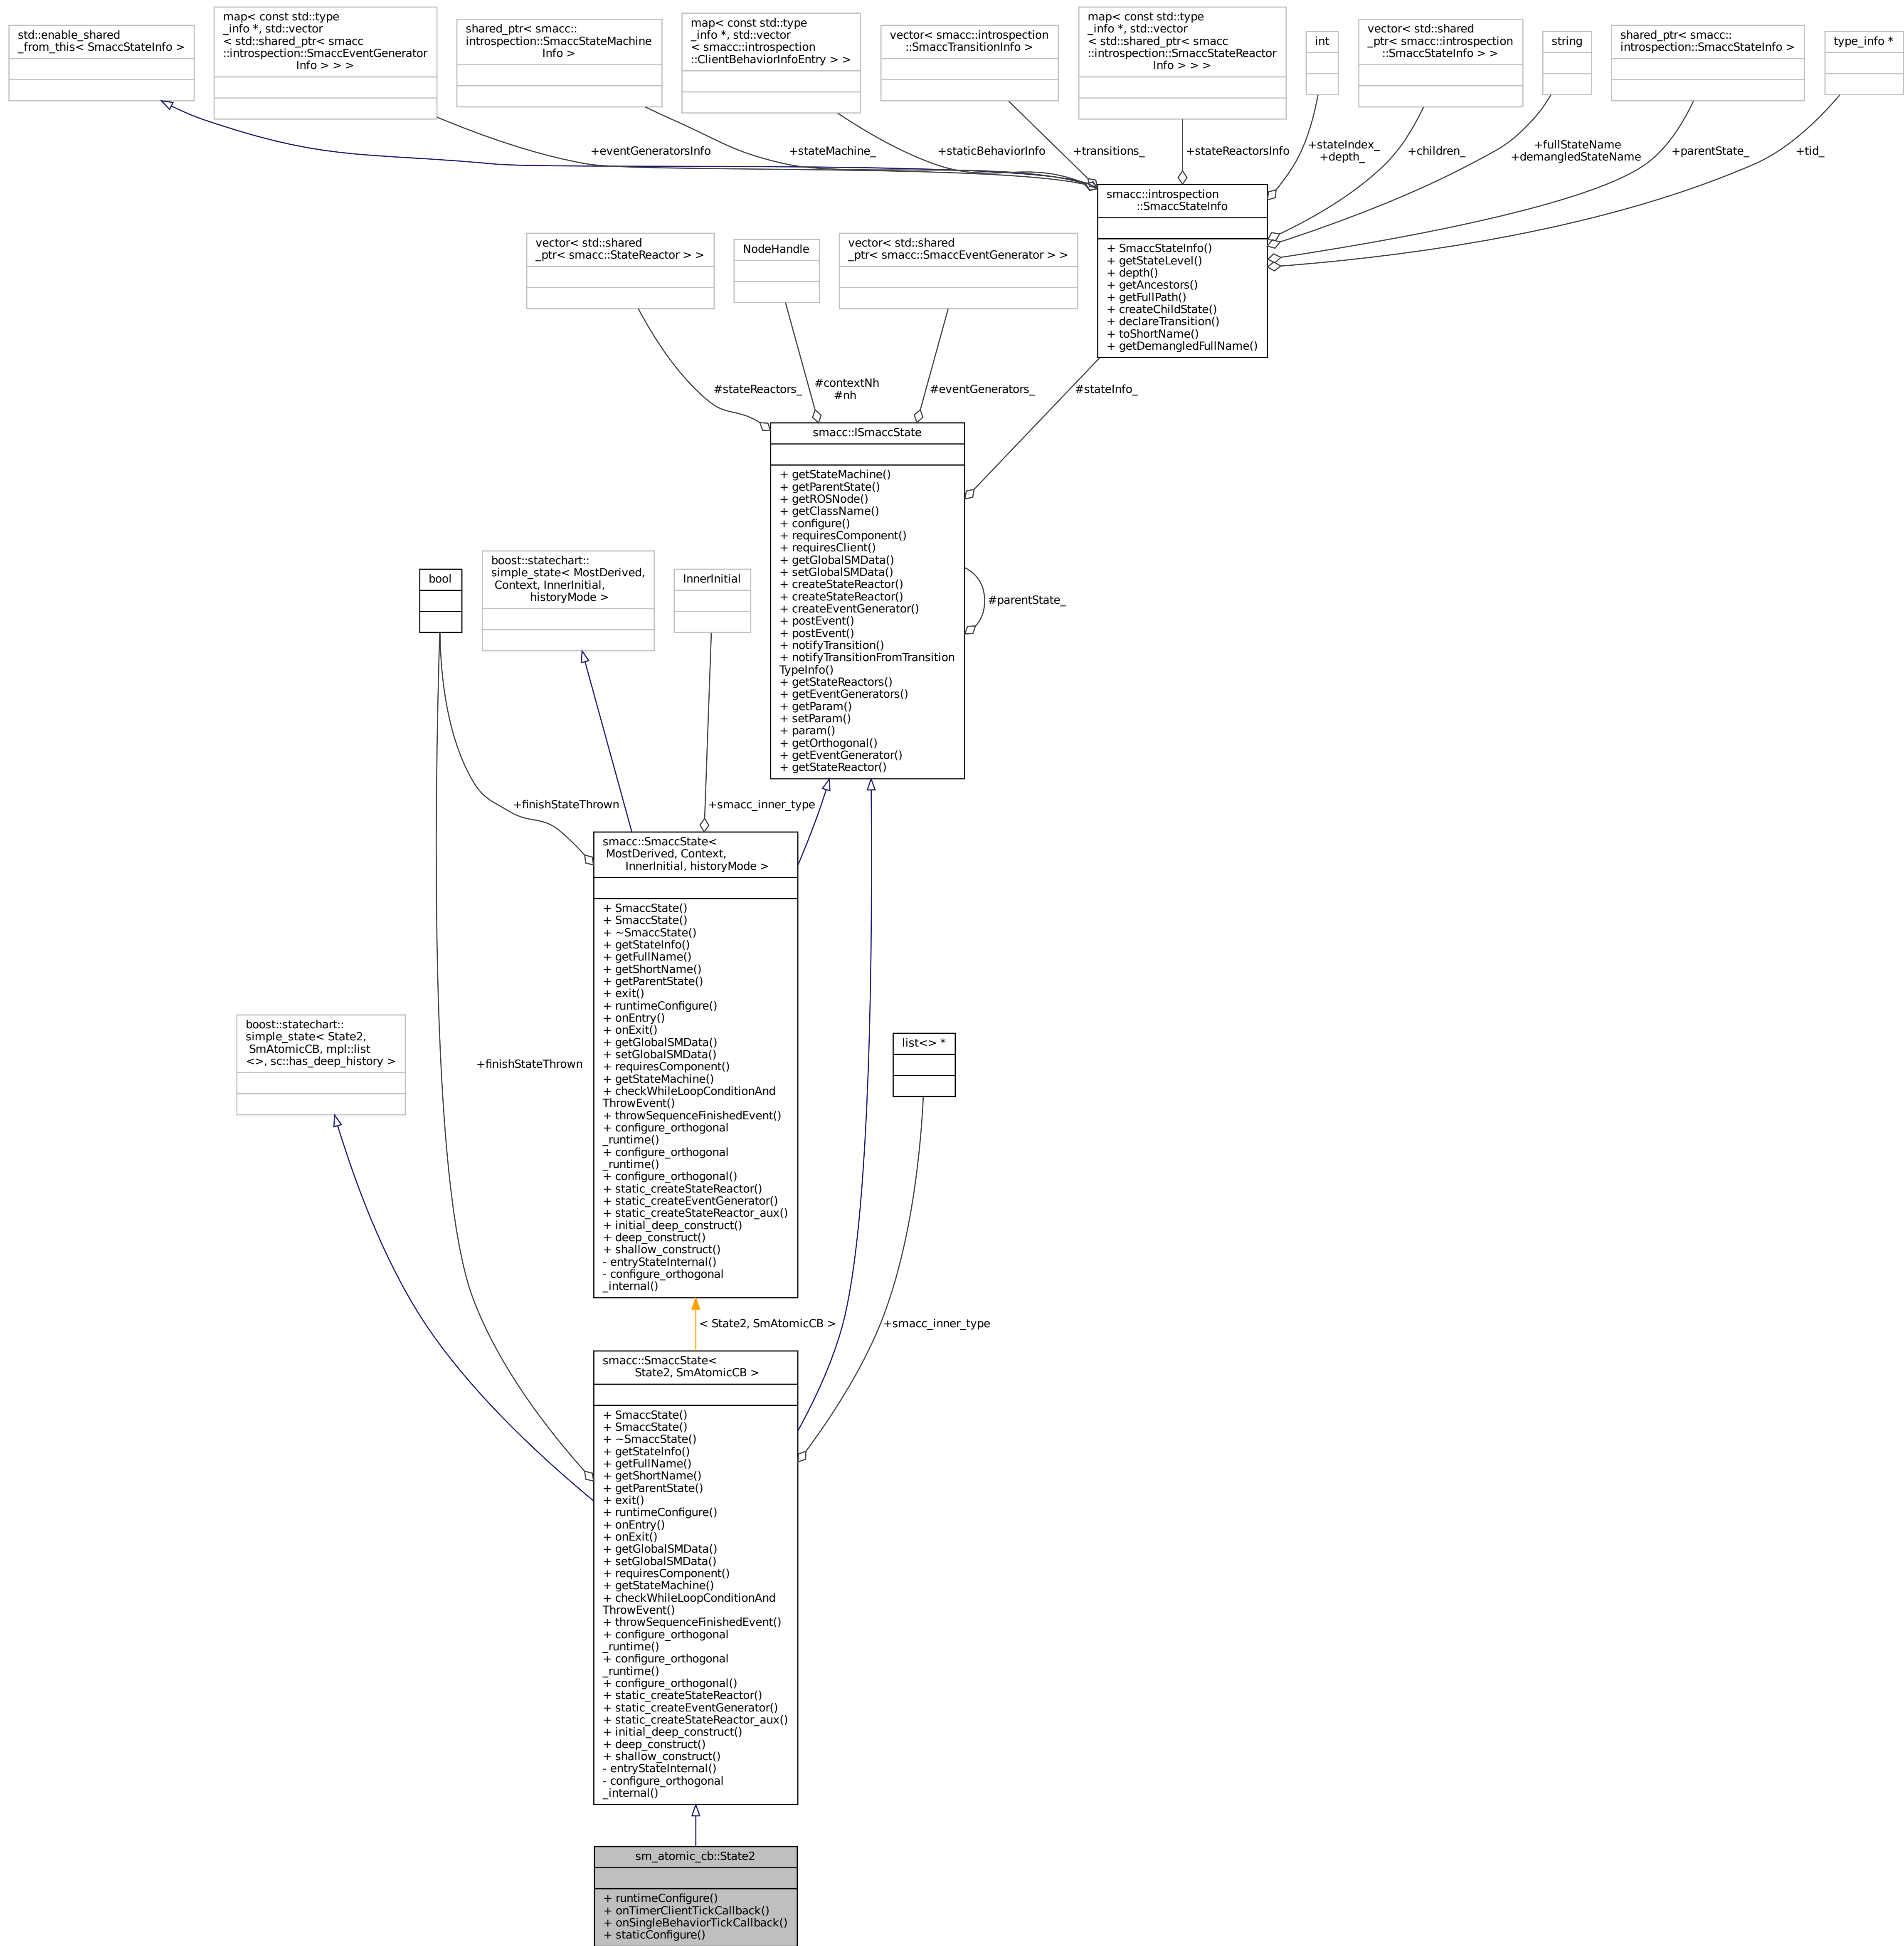 std::enable_shared
_from_this< SmaccStateInfo >
map< const std::type
_info *, std::vector
< std::shared_ptr< smacc
::introspection::SmaccEventGenerator
Info > > >
shared_ptr< smacc::
introspection::SmaccStateMachine
Info >
map< const std::type
_info *, std::vector
< smacc::introspection
::ClientBehaviorInfoEntry > >
vector< smacc::introspection
::SmaccTransitionInfo >
map< const std::type
_info *, std::vector
< std::shared_ptr< smacc
::introspection::SmaccStateReactor
Info > > >
int
vector< std::shared
_ptr< smacc::introspection
::SmaccStateInfo > >
string
shared_ptr< smacc::
introspection::SmaccStateInfo >
type_info *
+eventGeneratorsInfo
+stateMachine_
+staticBehaviorInfo
+transitions_
+stateReactorsInfo
+stateIndex_
+depth_
+children_
+fullStateName
+demangledStateName
+parentState_
+tid_
smacc::introspection
::SmaccStateInfo
+ SmaccStateInfo()
+ getStateLevel()
+ depth()
+ getAncestors()
+ getFullPath()
+ createChildState()
+ declareTransition()
+ toShortName()
+ getDemangledFullName()
vector< std::shared
_ptr< smacc::StateReactor > >
NodeHandle
vector< std::shared
_ptr< smacc::SmaccEventGenerator > >
#stateReactors_
#contextNh
#nh
#eventGenerators_
#stateInfo_
smacc::ISmaccState
+ getStateMachine()
+ getParentState()
+ getROSNode()
+ getClassName()
+ configure()
+ requiresComponent()
+ requiresClient()
+ getGlobalSMData()
+ setGlobalSMData()
+ createStateReactor()
+ createStateReactor()
+ createEventGenerator()
+ postEvent()
+ postEvent()
+ notifyTransition()
+ notifyTransitionFromTransition
TypeInfo()
+ getStateReactors()
+ getEventGenerators()
+ getParam()
+ setParam()
+ param()
+ getOrthogonal()
+ getEventGenerator()
+ getStateReactor()
#parentState_
bool
boost::statechart::
simple_state< MostDerived,
Context, InnerInitial,
historyMode >
InnerInitial
+finishStateThrown
+smacc_inner_type
smacc::SmaccState<
MostDerived, Context,
InnerInitial, historyMode >
+ SmaccState()
+ SmaccState()
+ ~SmaccState()
+ getStateInfo()
+ getFullName()
+ getShortName()
+ getParentState()
+ exit()
+ runtimeConfigure()
+ onEntry()
+ onExit()
+ getGlobalSMData()
+ setGlobalSMData()
+ requiresComponent()
+ getStateMachine()
+ checkWhileLoopConditionAnd
ThrowEvent()
+ throwSequenceFinishedEvent()
+ configure_orthogonal
_runtime()
+ configure_orthogonal
_runtime()
+ configure_orthogonal()
+ static_createStateReactor()
+ static_createEventGenerator()
+ static_createStateReactor_aux()
+ initial_deep_construct()
+ deep_construct()
+ shallow_construct()
- entryStateInternal()
- configure_orthogonal
_internal()
boost::statechart::
simple_state< State2,
SmAtomicCB, mpl::list
<>, sc::has_deep_history >
+finishStateThrown
list<> *
< State2, SmAtomicCB >
+smacc_inner_type
smacc::SmaccState<
State2, SmAtomicCB >
+ SmaccState()
+ SmaccState()
+ ~SmaccState()
+ getStateInfo()
+ getFullName()
+ getShortName()
+ getParentState()
+ exit()
+ runtimeConfigure()
+ onEntry()
+ onExit()
+ getGlobalSMData()
+ setGlobalSMData()
+ requiresComponent()
+ getStateMachine()
+ checkWhileLoopConditionAnd
ThrowEvent()
+ throwSequenceFinishedEvent()
+ configure_orthogonal
_runtime()
+ configure_orthogonal
_runtime()
+ configure_orthogonal()
+ static_createStateReactor()
+ static_createEventGenerator()
+ static_createStateReactor_aux()
+ initial_deep_construct()
+ deep_construct()
+ shallow_construct()
- entryStateInternal()
- configure_orthogonal
_internal()
sm_atomic_cb::State2
+ runtimeConfigure()
+ onTimerClientTickCallback()
+ onSingleBehaviorTickCallback()
+ staticConfigure()